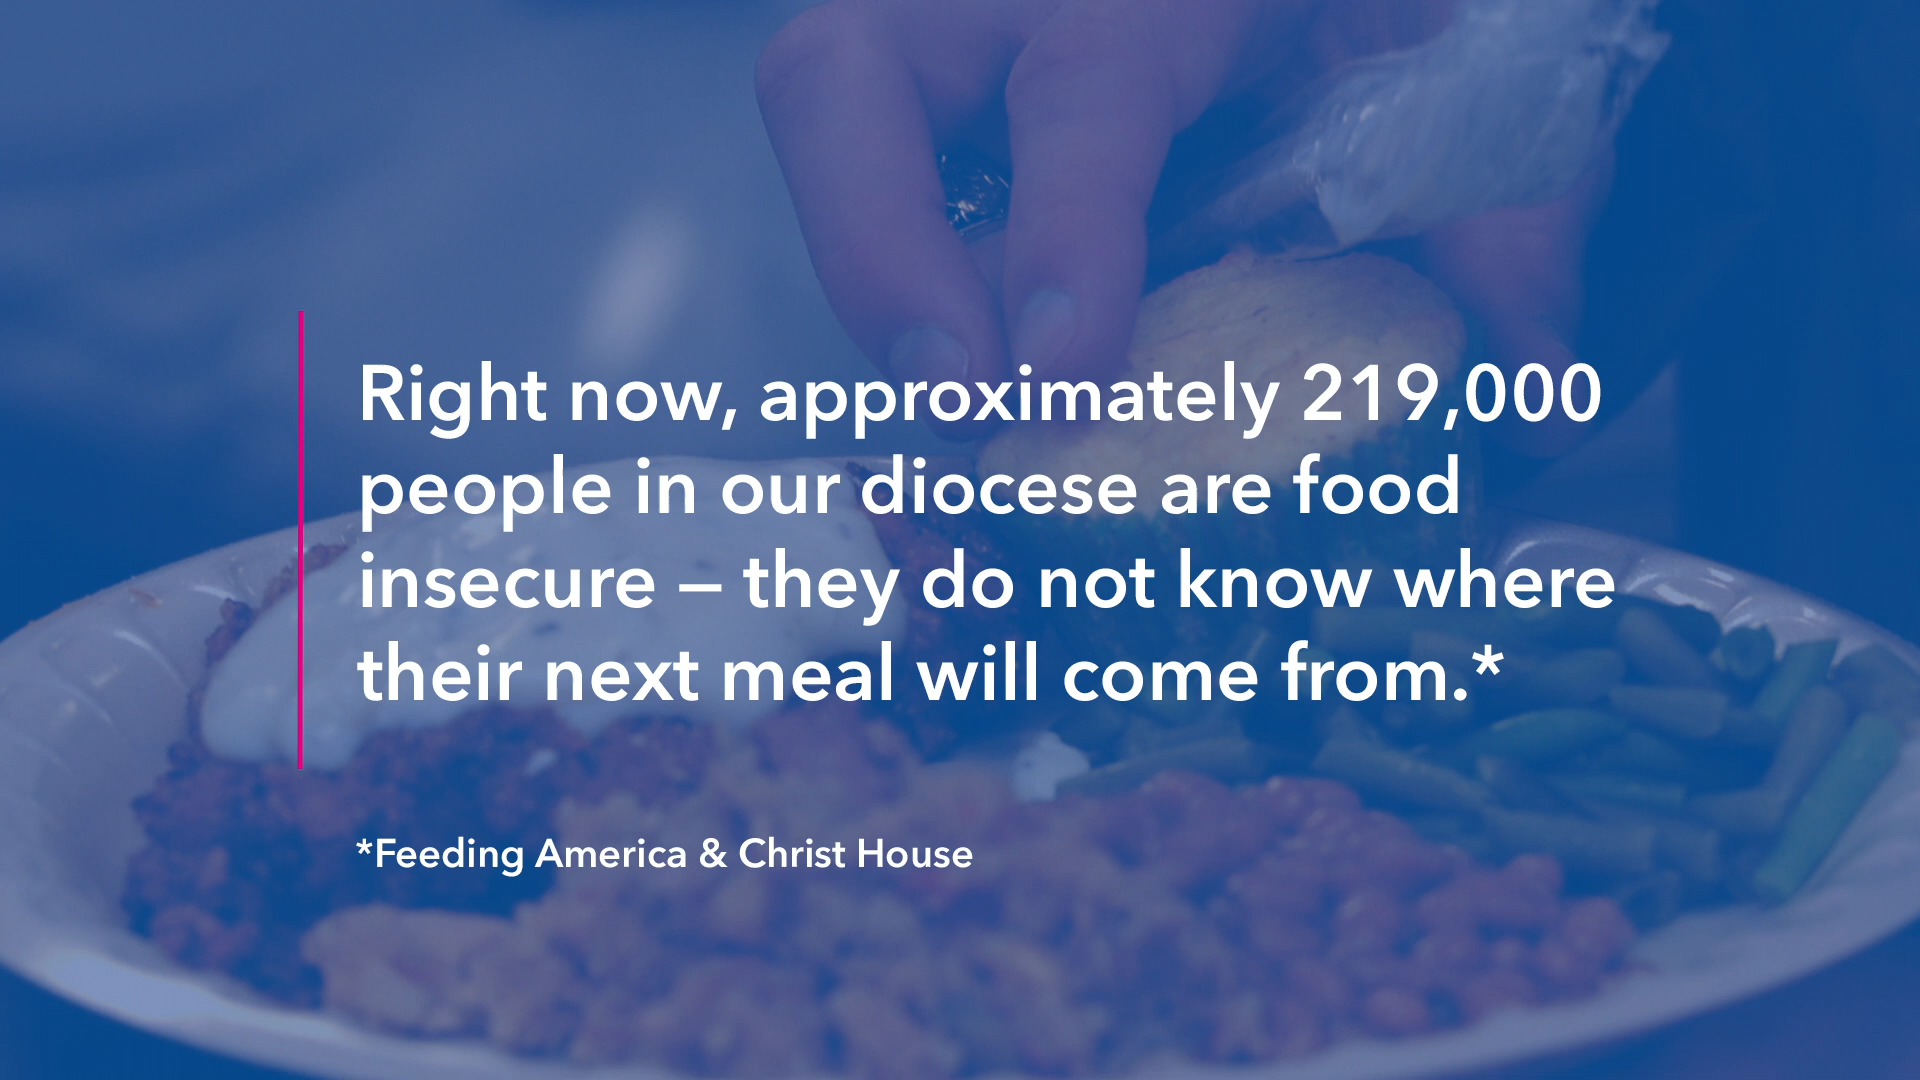 Right now, approximately 219,000
people in our diocese are food
insecure – they do not know where
their next meal will come from.*
*Feeding America & Christ House